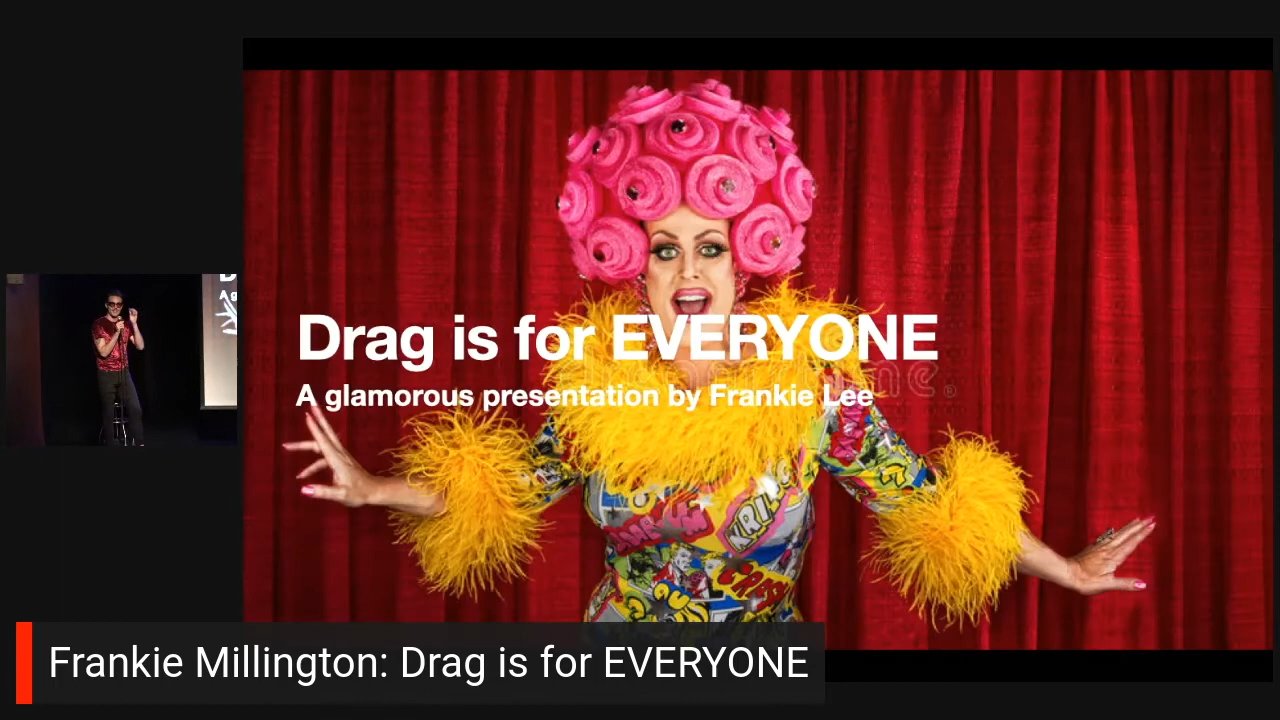 Drag is for EVERYONE
A glamorous presentation by Frankie Lee
Frankie Millington: Drag is for EVERYONE